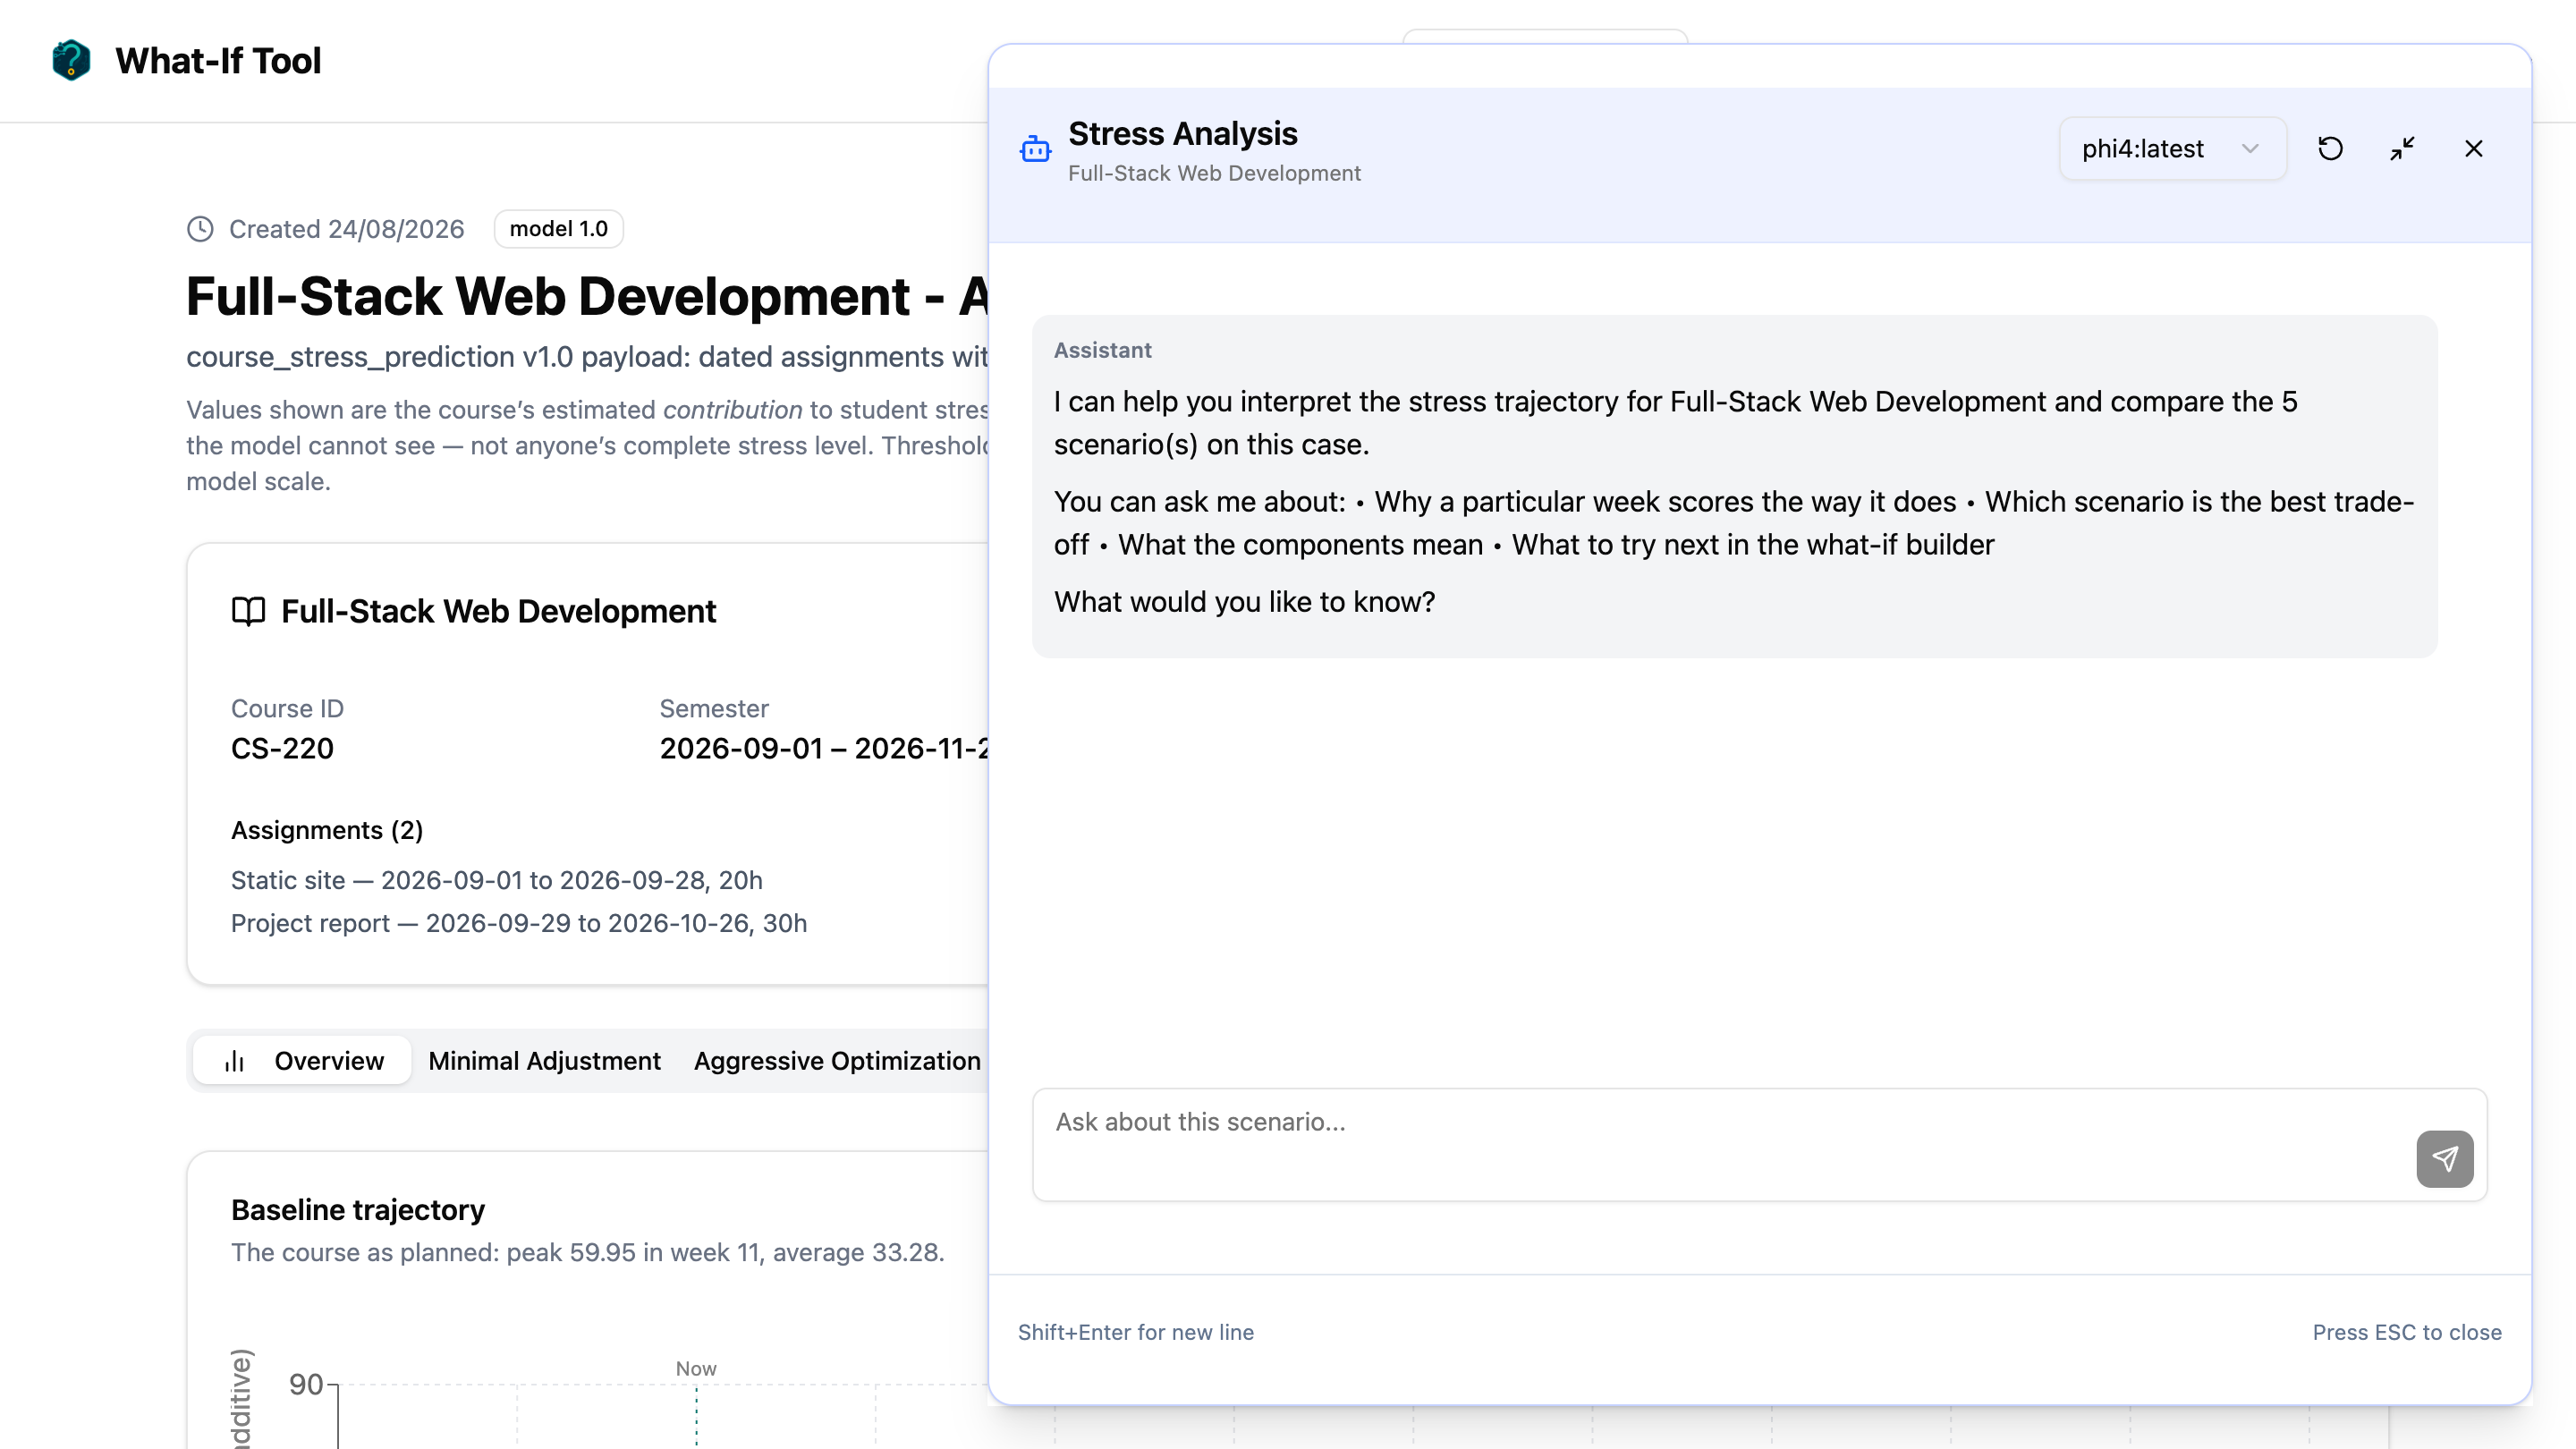 What-If Tool
Created 24/08/2026
model 1.0
Full-Stack Web Development - A
course_stress_prediction v1.0 payload: dated assignments wit
Values shown are the course's estimated contribution to student stres
the model cannot see — not anyone's complete stress level. Threshold
model scale.
Full-Stack Web Development
Course ID
Semester
CS-220
2026-09-01 – 2026-11-2
Assignments (2)
Static site — 2026-09-01 to 2026-09-28, 20h
Project report — 2026-09-29 to 2026-10-26, 30h
Overview
Minimal Adjustment
Aggressive Optimization
Baseline trajectory
The course as planned: peak 59.95 in week 11, average 33.28.
Now
90
additive)
Stress Analysis
Full-Stack Web Development
phi4:latest
Assistant
I can help you interpret the stress trajectory for Full-Stack Web Development and compare the 5
scenario(s) on this case.
You can ask me about: • Why a particular week scores the way it does • Which scenario is the best trade-
off • What the components mean • What to try next in the what-if builder
What would you like to know?
Ask about this scenario...
Shift+Enter for new line
Press ESC to close